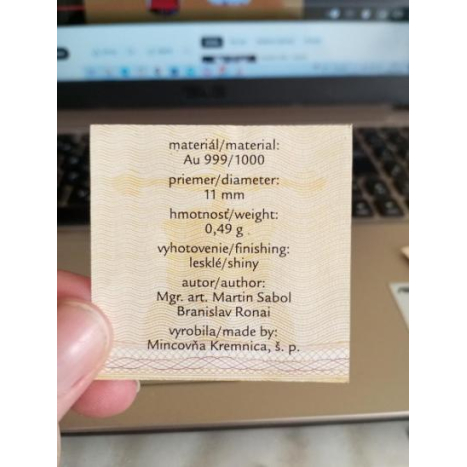 materiál/material:
Au 999/1000
priemer/diameter:
11 mm
hmotnosť/weight:
0,49 g
vyhotovenie/finishing:
lesklé/shiny
autor/author:
Mgr. art. Martin Sabol
Branislav Ronai
vyrobila/made by:
Mincovňa Kremnica, š. p.